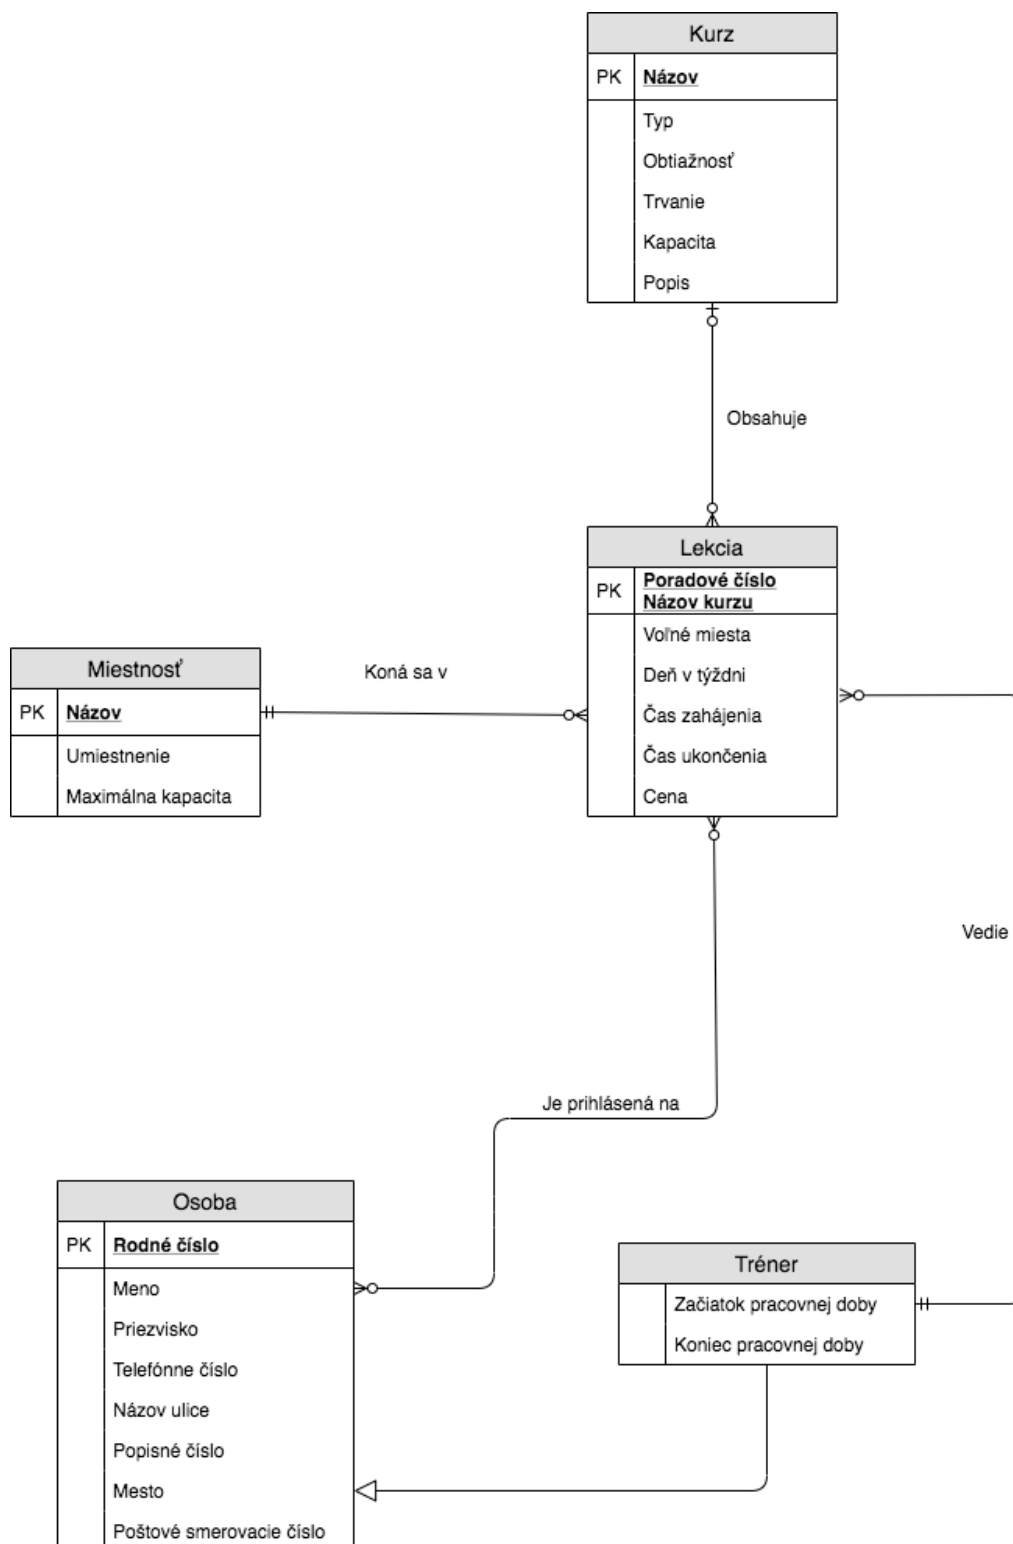 Kurz
PK Názov
Typ
Obtiažnosť
Trvanie
Kapacita
Popis
Obsahuje
Lekcia
PK Poradové číslo
Názov kurzu
Voľné miesta
Deň v týždni
Čas zahájenia
Čas ukončenia
Cena
Miestnosť
PK Názov
Umiestnenie
Maximálna kapacita
Koná sa v
Vedie
Je prihlásená na
Osoba
PK Rodné číslo
Meno
Priezvisko
Telefónne číslo
Názov ulice
Popisné číslo
Mesto
Poštové smerovacie číslo
Tréner
Začiatok pracovnej doby
Koniec pracovnej doby